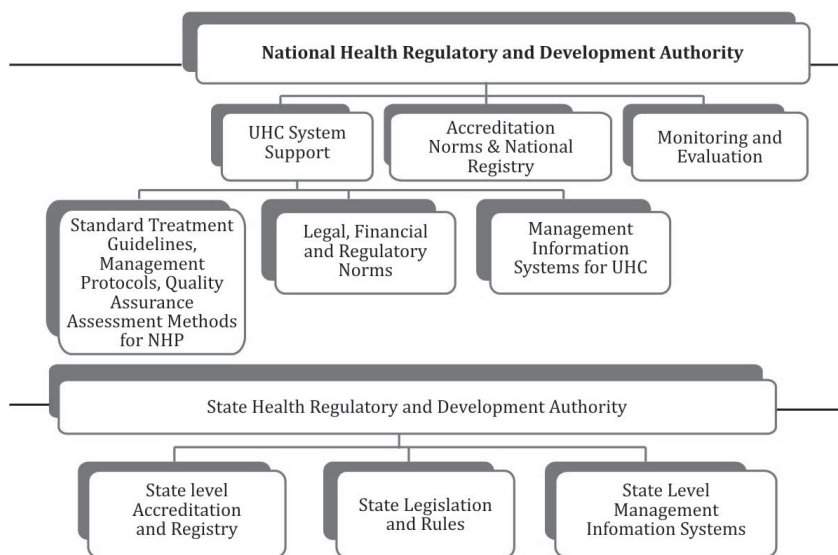 National Health Regulatory and Development Authority
UHC System
Support
Accreditation
Norms & National
Registry
Monitoring and
Evaluation
Standard Treatment
Guidelines,
Management
Protocols, Quality
Assurance
Assessment Methods
for NHP
Legal, Financial
and Regulatory
Norms
Management
Information
Systems for UHC
State Health Regulatory and Development Authority
State level
Accreditation
and Registry
State Legislation
and Rules
State Level
Management
Infomation Systems